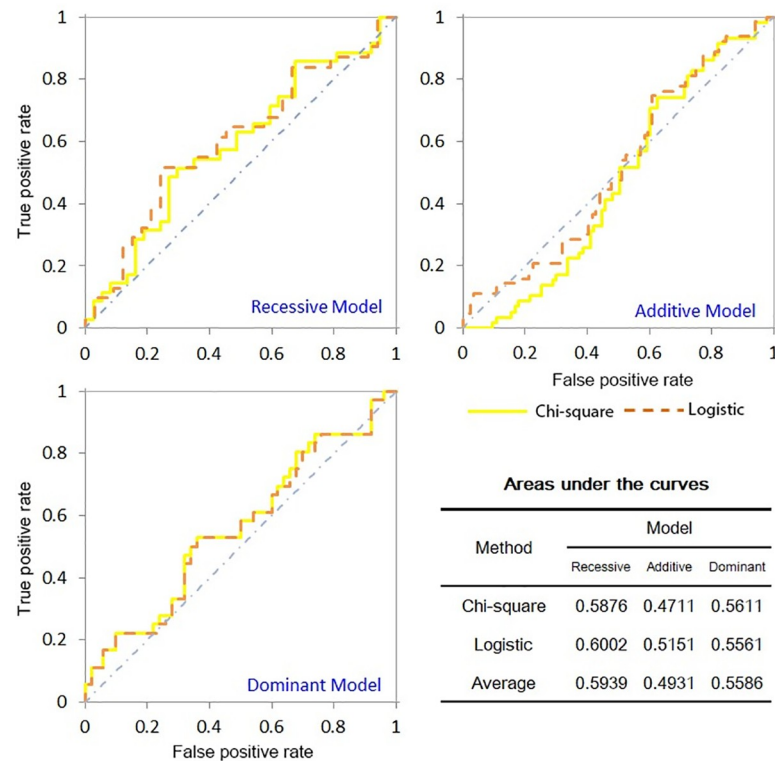 1
0.8
0.6
0.4
0.2
0
True positive rate
Recessive Model
0 0.2 0.4 0.6 0.8 1
1
0.8
0.6
0.4
0.2
0
Additive Model
0 0.2 0.4 0.6 0.8 1
False positive rate
Chi-square Logistic
1
0.8
0.6
0.4
0.2
0
True positive rate
Dominant Model
0 0.2 0.4 0.6 0.8 1
False positive rate
Areas under the curves
Method Model
Recessive Additive Dominant
Chi-square 0.5876 0.4711 0.5611
Logistic 0.6002 0.5151 0.5561
Average 0.5939 0.4931 0.5586